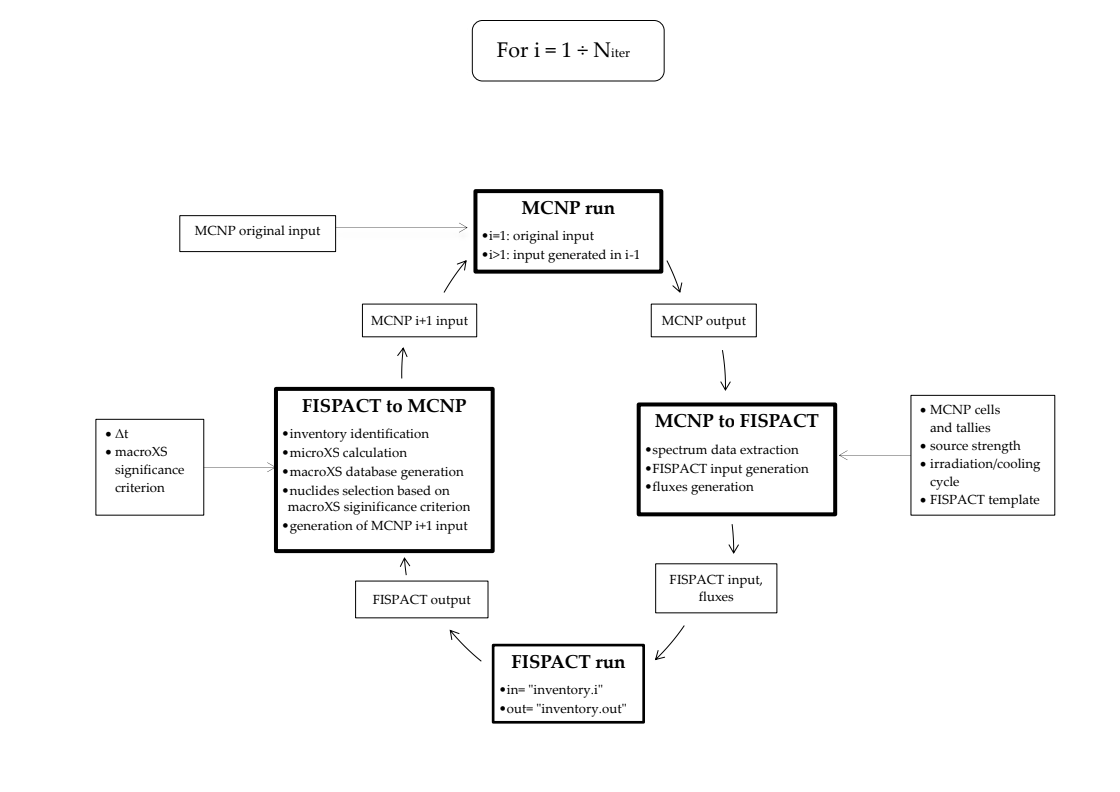 For i = 1 ÷ Niter
MCNP run
•i=1: original input
•i>1: input generated in i-1
MCNP original input
MCNP i+1 input
MCNP output
FISPACT to MCNP
•inventory identification
•microXS calculation
•macroXS database generation
•nuclides selection based on
macroXS siginificance criterion
•generation of MCNP i+1 input
• Δt
• macroXS
significance
criterion
MCNP to FISPACT
•spectrum data extraction
•FISPACT input generation
•fluxes generation
• MCNP cells
and tallies
• source strength
• irradiation/cooling
cycle
• FISPACT template
FISPACT output
FISPACT input,
fluxes
FISPACT run
•in= "inventory.i"
•out= "inventory.out"